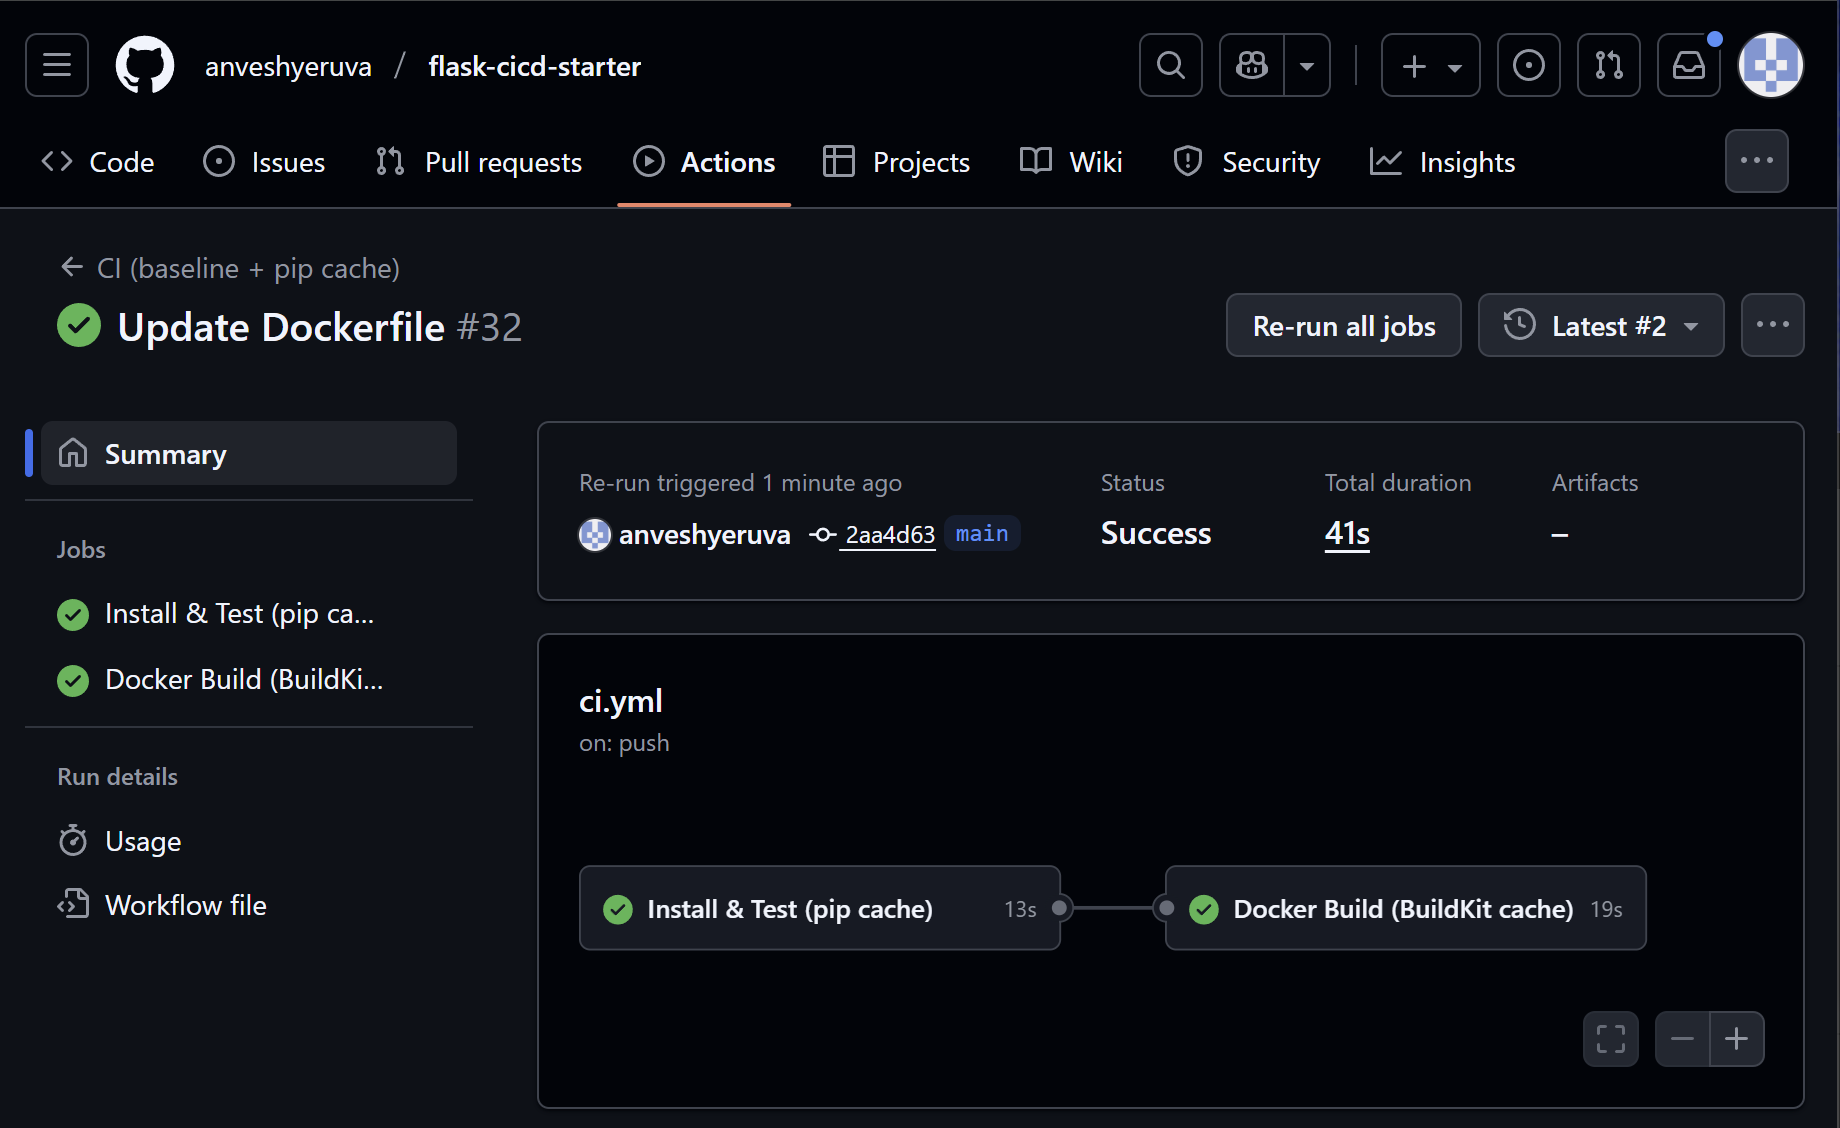 anveshyeruva / flask-cicd-starter
Code Issues Pull requests Actions Projects Wiki Security Insights
CI (baseline + pip cache)
Update Dockerfile #32
Re-run all jobs
Latest #2
Summary
Jobs
Install & Test (pip ca...
Docker Build (BuildKi...
Run details
Usage
Workflow file
Re-run triggered 1 minute ago
anveshyeruva 2aa4d63 main
Status
Success
Total duration
41s
Artifacts
–
ci.yml
on: push
Install & Test (pip cache) 13s
Docker Build (BuildKit cache) 19s